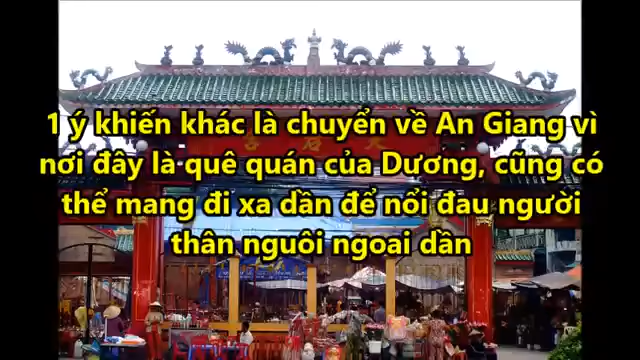 1 ý khiến khác là chuyển về An Giang vì
nơi đây là quê quán của Dương, cũng có
thể mang đi xa dần để nổi đau người
thân nguôi ngoai dần